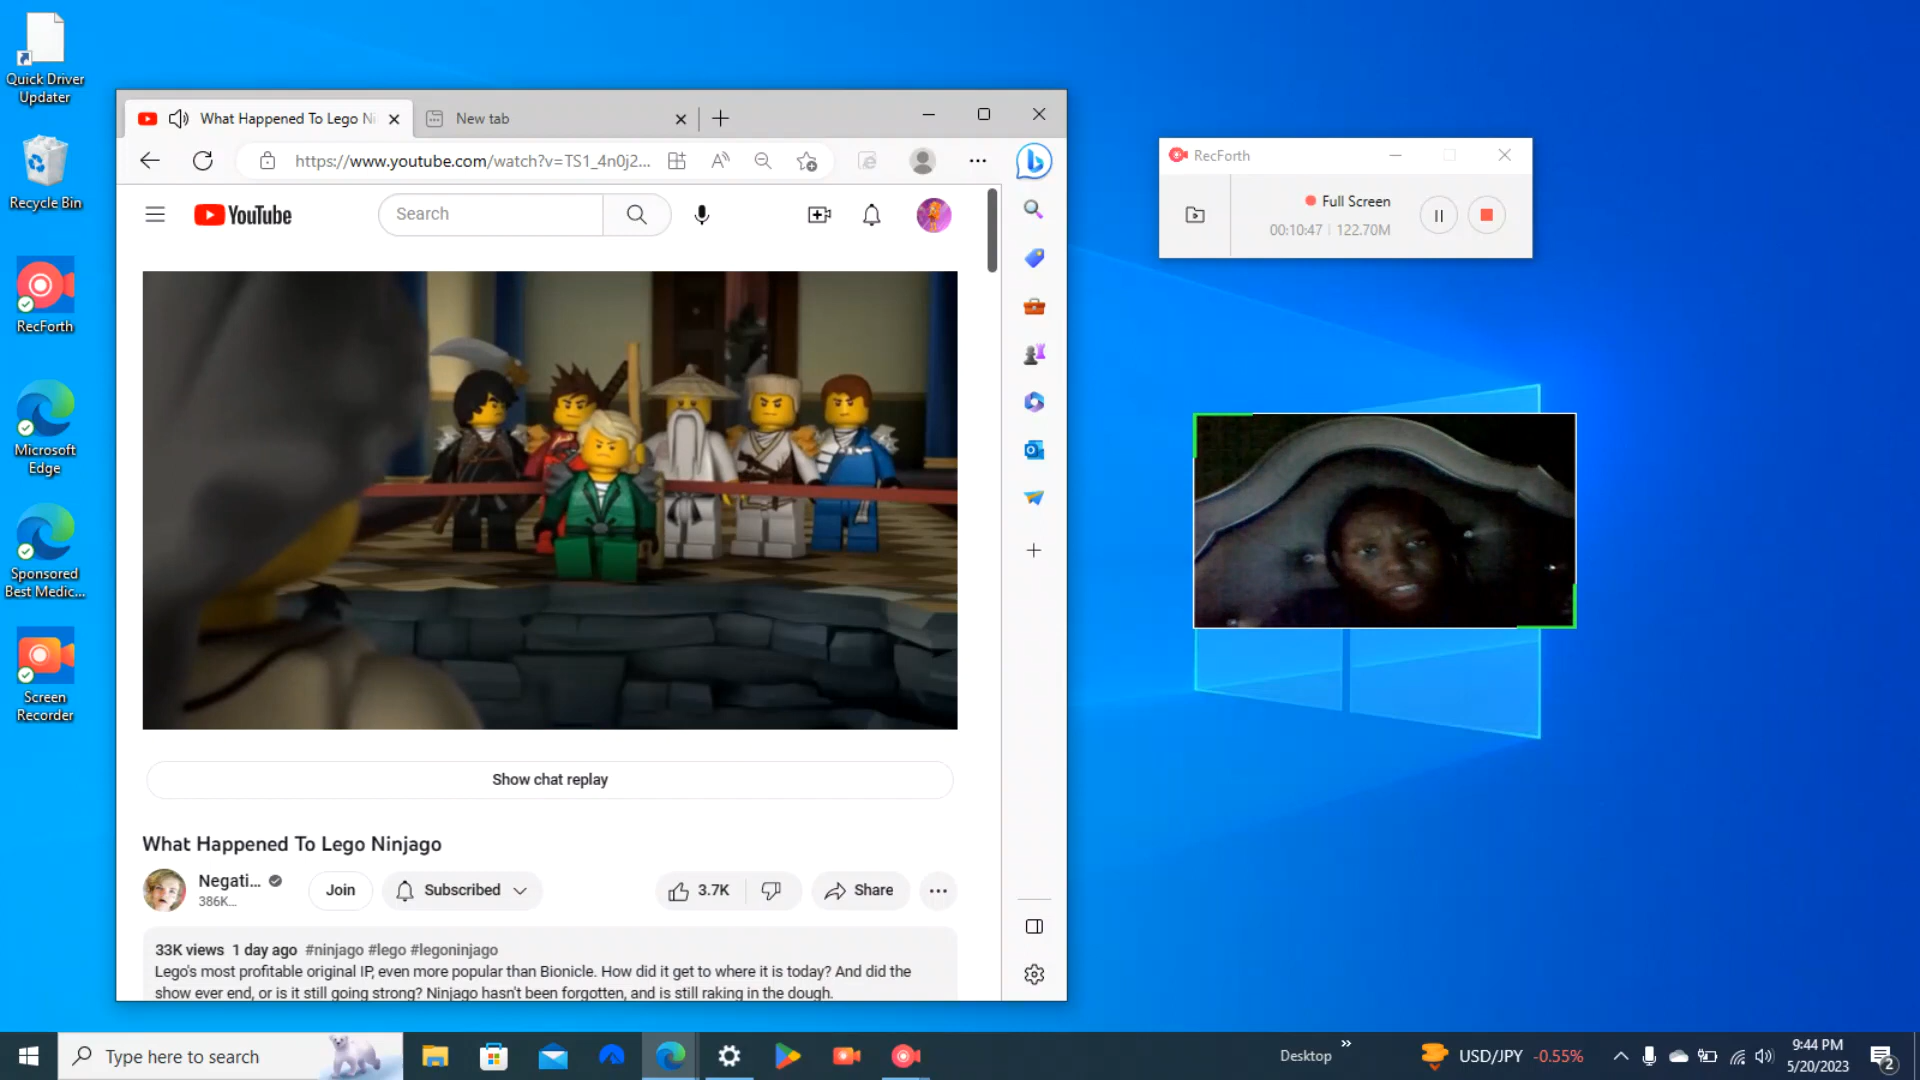 Quick Driver
Updater
Recycle Bin
RecForth
Microsoft
Edge
Sponsored
Best Medic...
Screen
Recorder
What Happened To Lego Ni
New tab
https://www.youtube.com/watch?v=TS1_4n0j2...
YouTube
Search
Show chat replay
What Happened To Lego Ninjago
Negati...
386K...
Join
Subscribed
3.7K
Share
33K views 1 day ago #ninjago #lego #legoninjago
Lego's most profitable original IP, even more popular than Bionicle. How did it get to where it is today? And did the
show ever end, or is it still going strong? Ninjago hasn't been forgotten, and is still raking in the dough.
RecForth
Full Screen
00:10:47 | 122.70M
Type here to search
Desktop
USD/JPY -0.55%
9:44 PM
5/20/2023
2